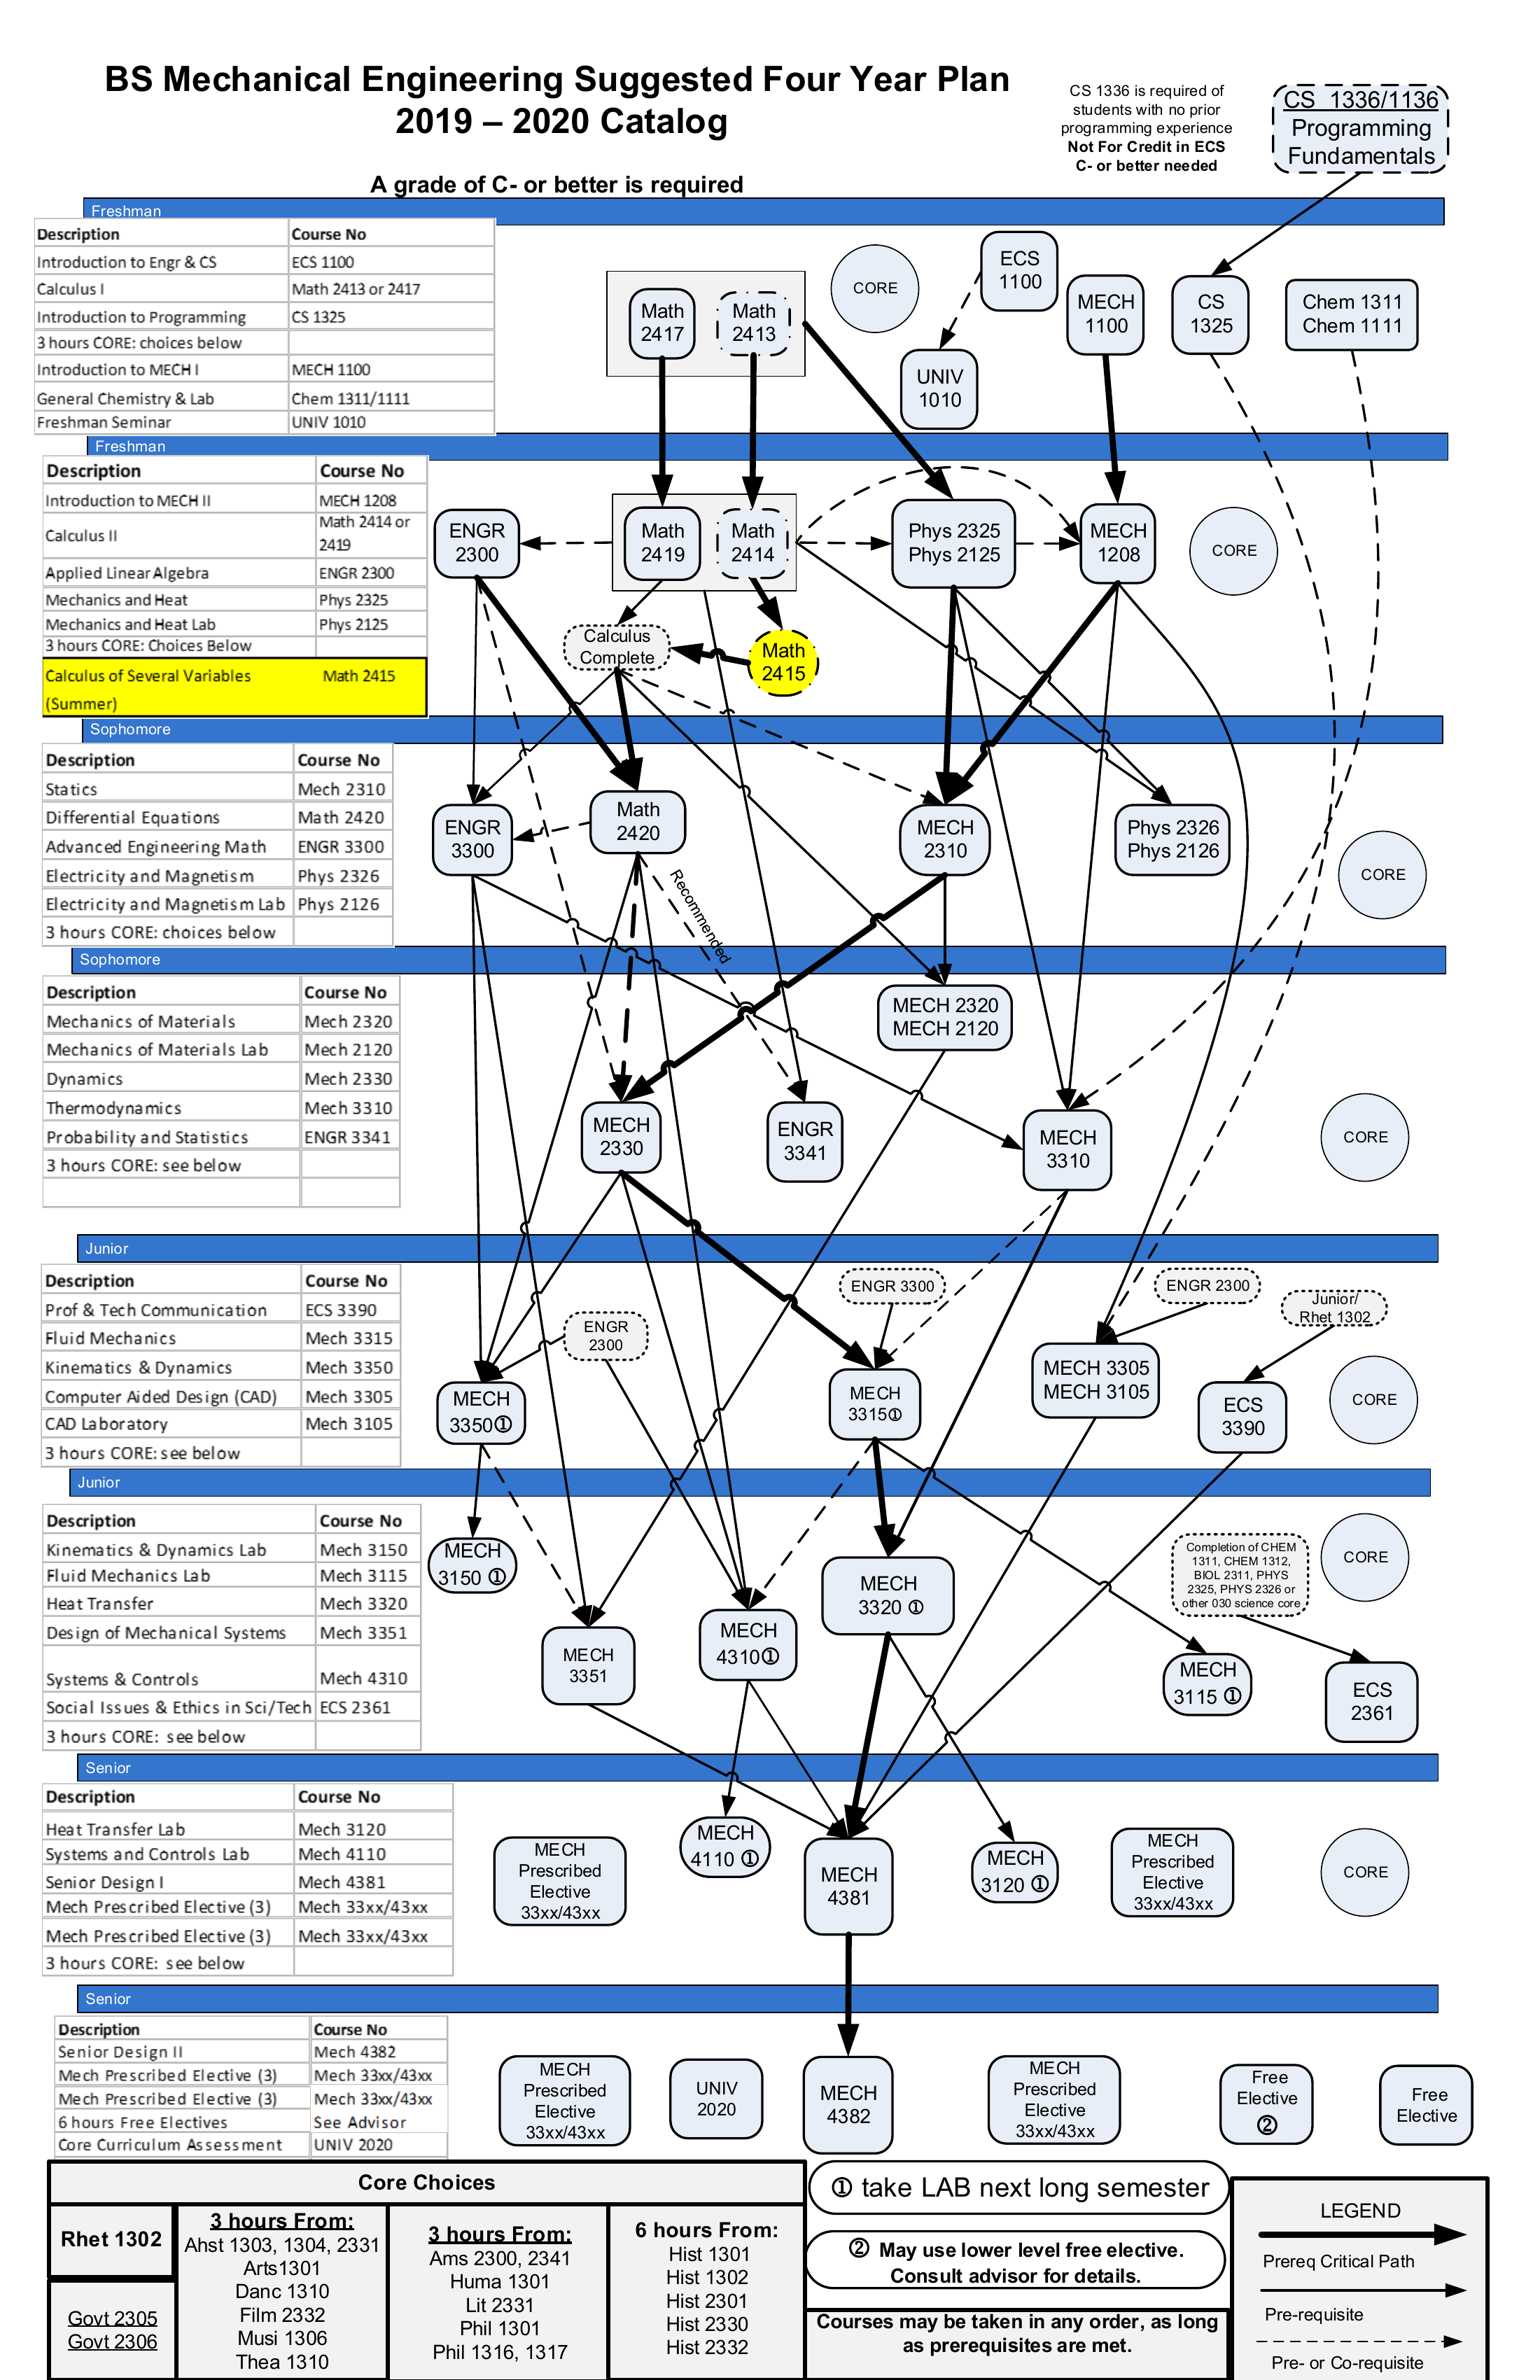 BS Mechanical Engineering Suggested Four Year Plan
2019 – 2020 Catalog
A grade of C- or better is required
CS 1336 is required of
students with no prior
programming experience
Not For Credit in ECS
C- or better needed
CS 1336/1136
Programming
Fundamentals
Freshman
Description Course No
Introduction to Engr & CS ECS 1100
Calculus I Math 2413 or 2417
Introduction to Programming CS 1325
3 hours CORE: choices below
Introduction to MECH I MECH 1100
General Chemistry & Lab Chem 1311/1111
Freshman Seminar UNIV 1010
Math
2417
Math
2413
CORE
ECS
1100
UNIV
1010
MECH
1100
CS
1325
Chem 1311
Chem 1111
Freshman
Description Course No
Introduction to MECH II MECH 1208
Calculus II Math 2414 or
2419
Applied Linear Algebra ENGR 2300
Mechanics and Heat Phys 2325
Mechanics and Heat Lab Phys 2125
3 hours CORE: Choices Below
Calculus of Several Variables Math 2415
(Summer)
ENGR
2300
Math
2419
Math
2414
Phys 2325
Phys 2125
MECH
1208
CORE
Calculus
Complete
Math
2415
Sophomore
Description Course No
Statics Mech 2310
Differential Equations Math 2420
Advanced Engineering Math ENGR 3300
Electricity and Magnetism Phys 2326
Electricity and Magnetism Lab Phys 2126
3 hours CORE: choices below
ENGR
3300
Math
2420
MECH
2310
Phys 2326
Phys 2126
CORE
Recommended
Sophomore
Description Course No
Mechanics of Materials Mech 2320
Mechanics of Materials Lab Mech 2120
Dynamics Mech 2330
Thermodynamics Mech 3310
Probability and Statistics ENGR 3341
3 hours CORE: see below
MECH 2320
MECH 2120
MECH
2330
ENGR
3341
MECH
3310
CORE
Junior
Description Course No
Prof & Tech Communication ECS 3390
Fluid Mechanics Mech 3315
Kinematics & Dynamics Mech 3350
Computer Aided Design (CAD) Mech 3305
CAD Laboratory Mech 3105
3 hours CORE: see below
ENGR
2300
ENGR 3300
ENGR 2300
Junior/
Rhet 1302
MECH
3350①
MECH
3315①
MECH 3305
MECH 3105
ECS
3390
CORE
Junior
Description Course No
Kinematics & Dynamics Lab Mech 3150
Fluid Mechanics Lab Mech 3115
Heat Transfer Mech 3320
Design of Mechanical Systems Mech 3351
Systems & Controls Mech 4310
Social Issues & Ethics in Sci/Tech ECS 2361
3 hours CORE: see below
MECH
3150 ①
MECH
3351
MECH
4310①
MECH
3320 ①
Completion of CHEM
1311, CHEM 1312,
BIOL 2311, PHYS
2325, PHYS 2326 or
other 030 science core
CORE
MECH
3115 ①
ECS
2361
Senior
Description Course No
Heat Transfer Lab Mech 3120
Systems and Controls Lab Mech 4110
Senior Design I Mech 4381
Mech Prescribed Elective (3) Mech 33xx/43xx
Mech Prescribed Elective (3) Mech 33xx/43xx
3 hours CORE: see below
MECH
Prescribed
Elective
33xx/43xx
MECH
4110 ①
MECH
4381
MECH
3120 ①
MECH
Prescribed
Elective
33xx/43xx
CORE
Senior
Description Course No
Senior Design II Mech 4382
Mech Prescribed Elective (3) Mech 33xx/43xx
Mech Prescribed Elective (3) Mech 33xx/43xx
6 hours Free Electives See Advisor
Core Curriculum Assessment UNIV 2020
MECH
Prescribed
Elective
33xx/43xx
UNIV
2020
MECH
4382
MECH
Prescribed
Elective
33xx/43xx
Free
Elective
②
Free
Elective
Core Choices
Rhet 1302
Govt 2305
Govt 2306
3 hours From:
Ahst 1303, 1304, 2331
Arts1301
Danc 1310
Film 2332
Musi 1306
Thea 1310
3 hours From:
Ams 2300, 2341
Huma 1301
Lit 2331
Phil 1301
Phil 1316, 1317
6 hours From:
Hist 1301
Hist 1302
Hist 2301
Hist 2330
Hist 2332
① take LAB next long semester
② May use lower level free elective.
Consult advisor for details.
Courses may be taken in any order, as long
as prerequisites are met.
LEGEND
Prereq Critical Path
Pre-requisite
Pre- or Co-requisite